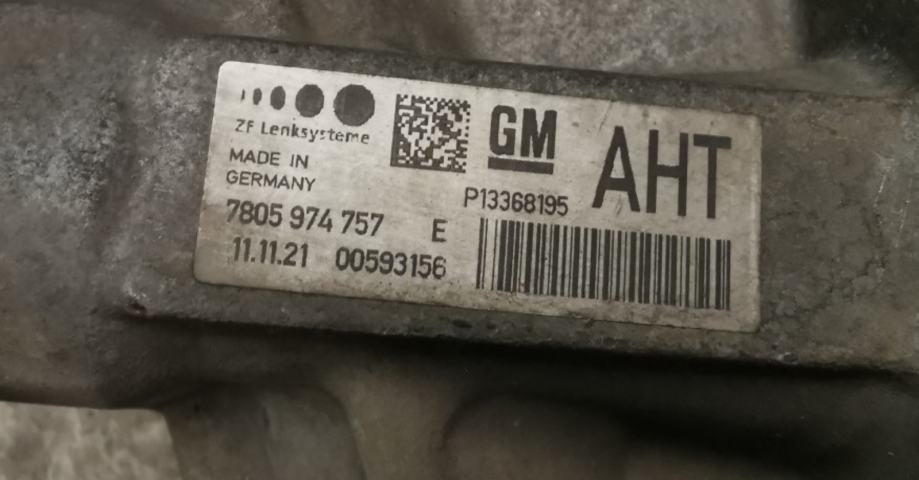 ZF Lenksysteme
MADE IN
GERMANY
7805 974 757 E
11.11.21 00593156
GM
P13368195
AHT